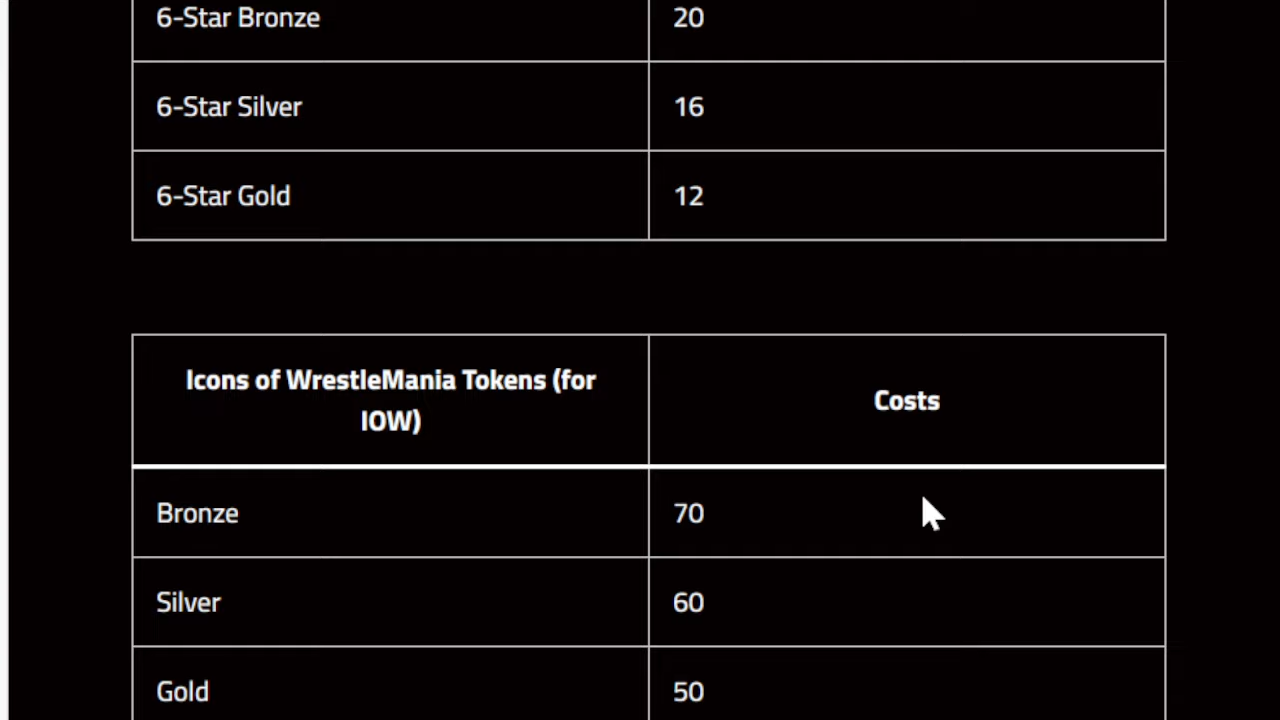 6-Star Bronze 20
6-Star Silver 16
6-Star Gold 12
Icons of WrestleMania Tokens (for
IOW)
Costs
Bronze 70
Silver 60
Gold 50